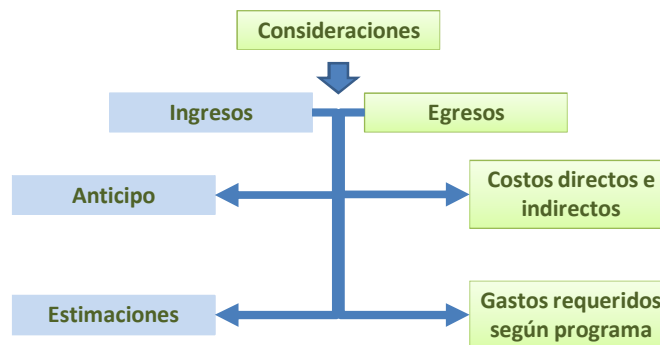 Consideraciones
Ingresos
Egresos
Anticipo
Costos directos e
indirectos
Estimaciones
Gastos requeridos
según programa